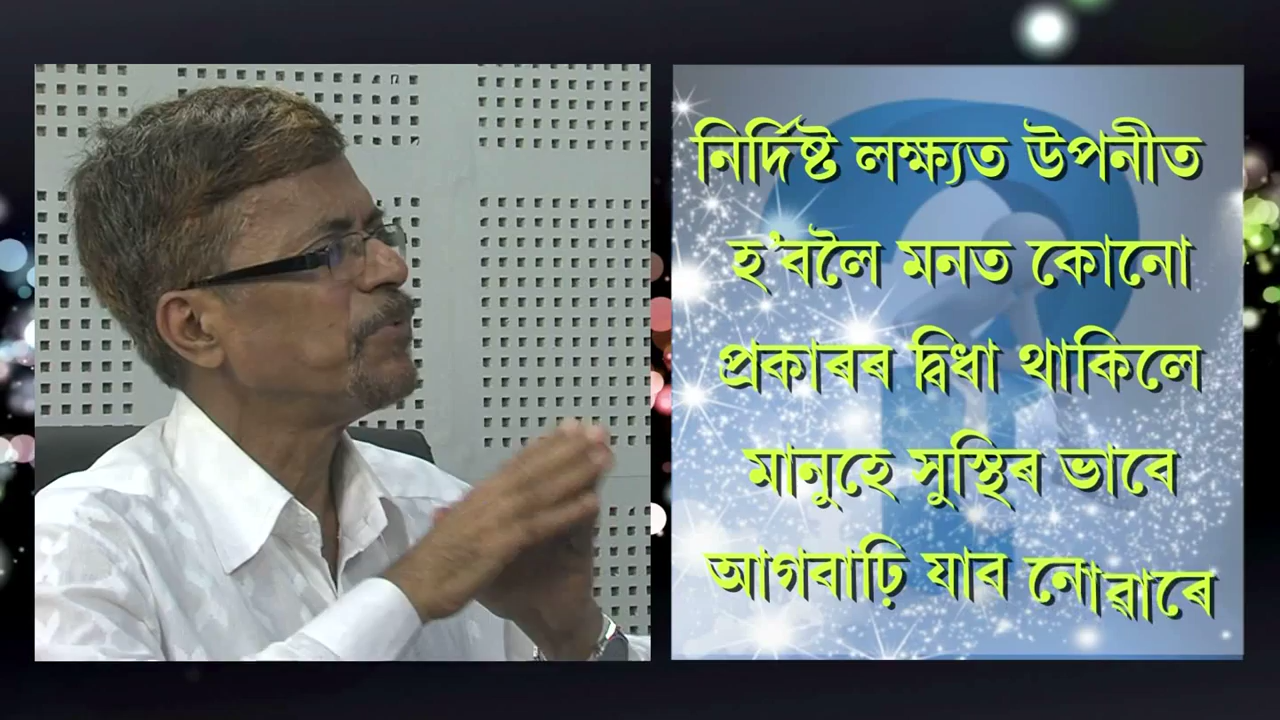 নিৰ্দিষ্ট লক্ষ্যত উপনীত
হ'বলৈ মনত কোনো
প্ৰকাৰৰ দ্বিধা থাকিলে
মানুহে সুস্থিৰ ভাবে
আগবাঢ়ি যাব নোৱাৰে